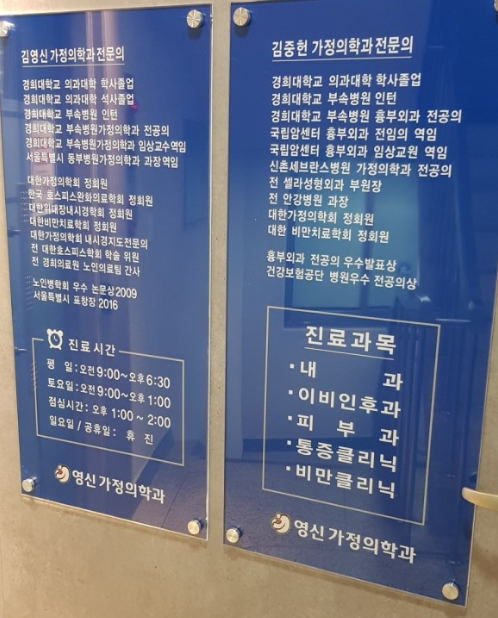 김영신 가정의학과전문의
경희대학교 의과대학 학사졸업
경희대학교 의과대학 석사졸업
경희대학교 부속병원 인턴
경희대학교 부속병원가정의학과 전공의
경희대학교 부속병원가정의학과 임상교수역임
서울특별시 동부병원가정의학과 과장역임
대한가정의학회 정회원
한국 호스피스완화의료학회 정회원
대한위대장내시경학회 정회원
대한비만치료학회 정회원
대한가정의학회 내시경지도전문의
전 대한호스피스학회 학술 위원
전 경희의료원 노인의료팀 간사
노인병학회 우수 논문상2009
서울특별시 표항장 2016
진료시간
평 일 : 오전 9:00~오후 6:30
토요일 : 오전 9:00~오후 1:00
점심시간 : 오후 1:00~2:00
일요일 / 공휴일 : 휴 진
영신 가정의학과
김중헌 가정의학과전문의
경희대학교 의과대학 학사졸업
경희대학교 부속병원 인턴
경희대학교 부속병원 흉부외과 전공의
국립암센터 흉부외과 전임의 역임
국립암센터 흉부외과 임상교원 역임
신촌세브란스병원 가정의학과 전공의
전 셀라성형외과 부원장
전 안강병원 과장
대한가정의학회 정회원
대한 비만치료학회 정회원
흉부외과 전공의 우수발표상
건강보험공단 병원우수 전공의상
진료과목
·내 과
·이비인후과
·피 부 과
·통증클리닉
·비만클리닉
영신 가정의학과